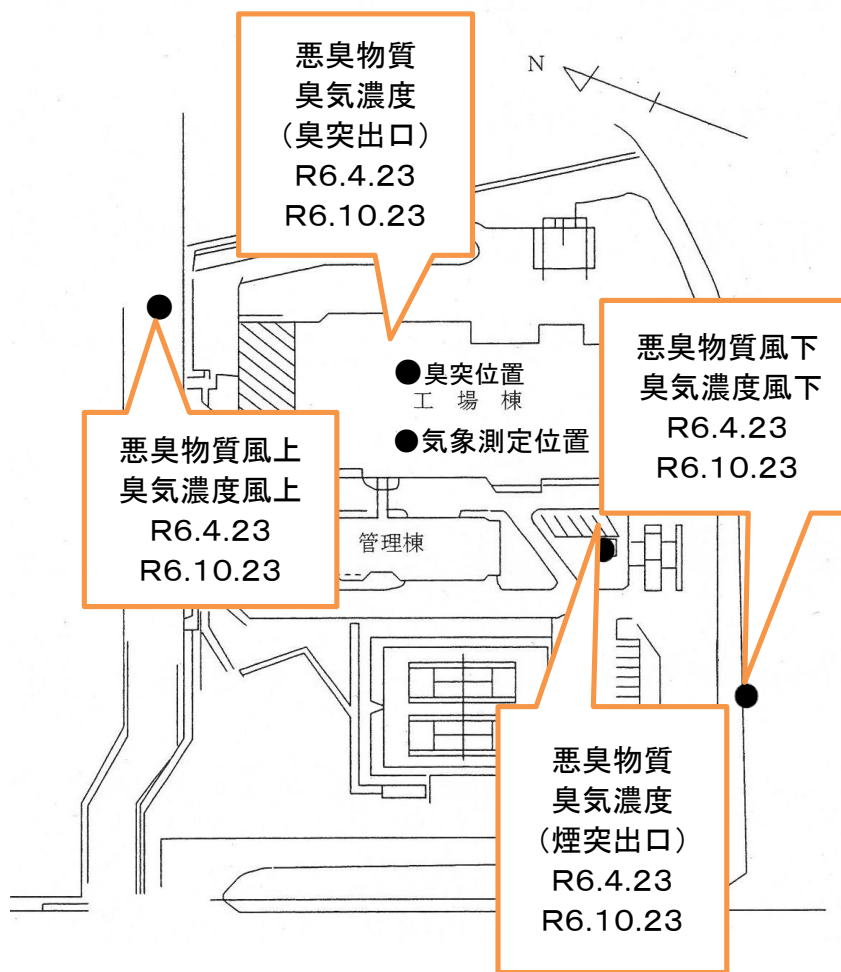 悪臭物質
臭気濃度
（臭突出口）
R6.4.23
R6.10.23
N
悪臭物質風下
臭気濃度風下
R6.4.23
R6.10.23
●臭突位置
工場棟
●気象測定位置
悪臭物質風上
臭気濃度風上
R6.4.23
R6.10.23
管理棟
悪臭物質
臭気濃度
（煙突出口）
R6.4.23
R6.10.23